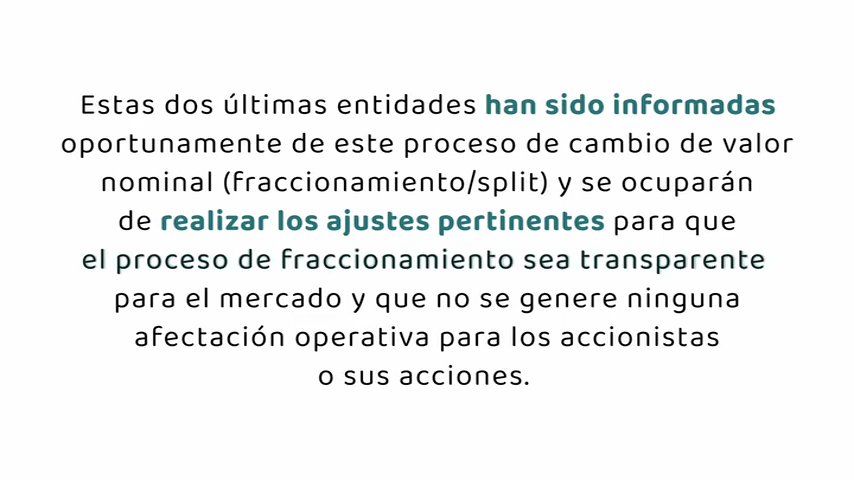 Estas dos últimas entidades han sido informadas
oportunamente de este proceso de cambio de valor
nominal (fraccionamiento/split) y se ocuparán
de realizar los ajustes pertinentes para que
el proceso de fraccionamiento sea transparente
para el mercado y que no se genere ninguna
afectación operativa para los accionistas
o sus acciones.